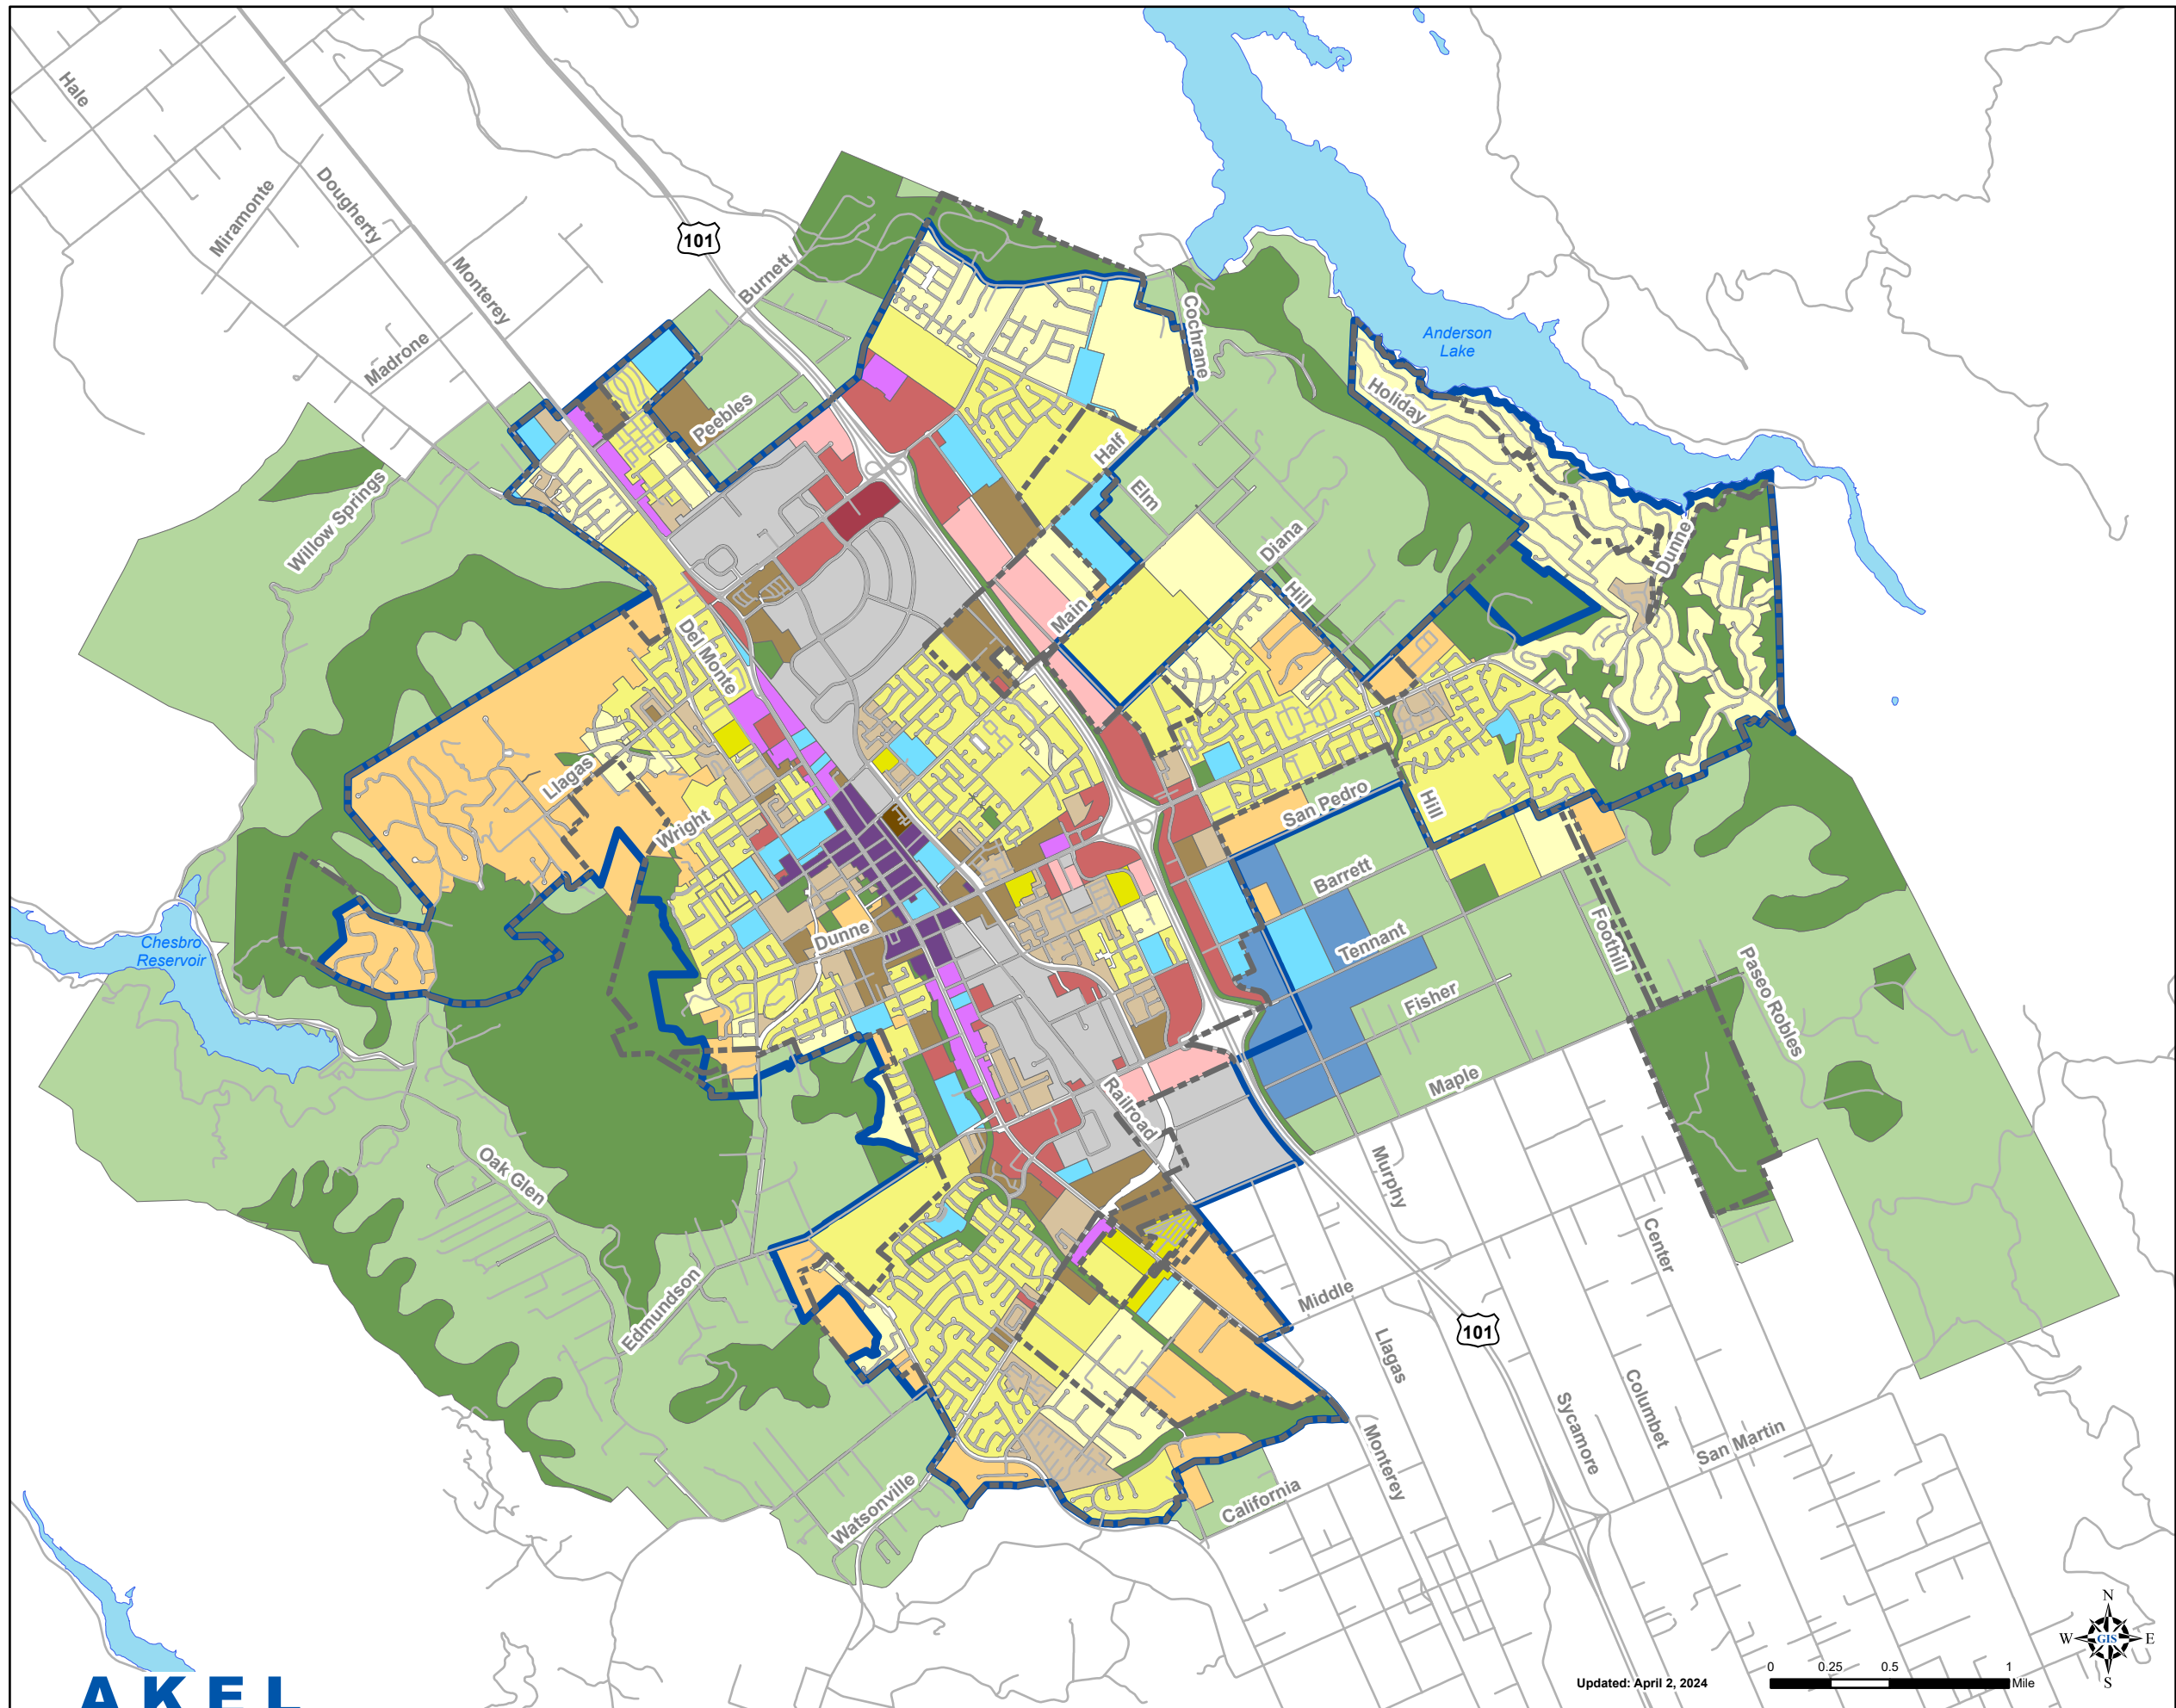 Hale
Miramonte
Dougherty
Monterey
Madrone
101
Burnett
Cochrane
Anderson
Lake
Holiday
Peebles
Half
Elm
Willow Springs
Diana
Dunne
Hill
Main
Del Monte
Llagas
Wright
San Pedro
Hill
Barrett
Chesbro
Reservoir
Dunne
Tennant
Foothill
Paseo Robles
Fisher
Maple
Railroad
Murphy
Oak Glen
Center
Edmundson
Middle
101
Llagas
Columbet
Sycamore
San Martin
Monterey
California
Watsonville
N
W
GIS
E
S
AKEL
Updated: April 2, 2024
0 0.25 0.5 1
Mile